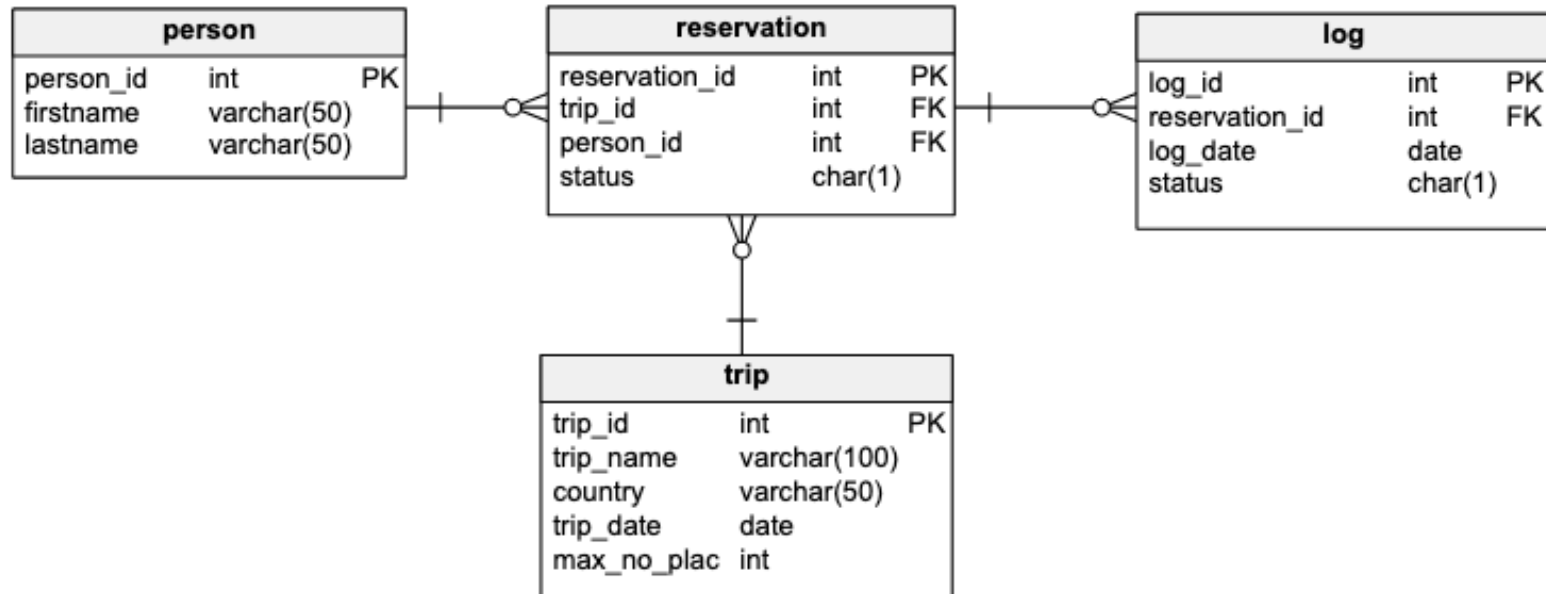 person
person_id int PK
firstname varchar(50)
lastname varchar(50)
reservation
reservation_id int PK
trip_id int FK
person_id int FK
status char(1)
log
log_id int PK
reservation_id int FK
log_date date
status char(1)
trip
trip_id int PK
trip_name varchar(100)
country varchar(50)
trip_date date
max_no_plac int